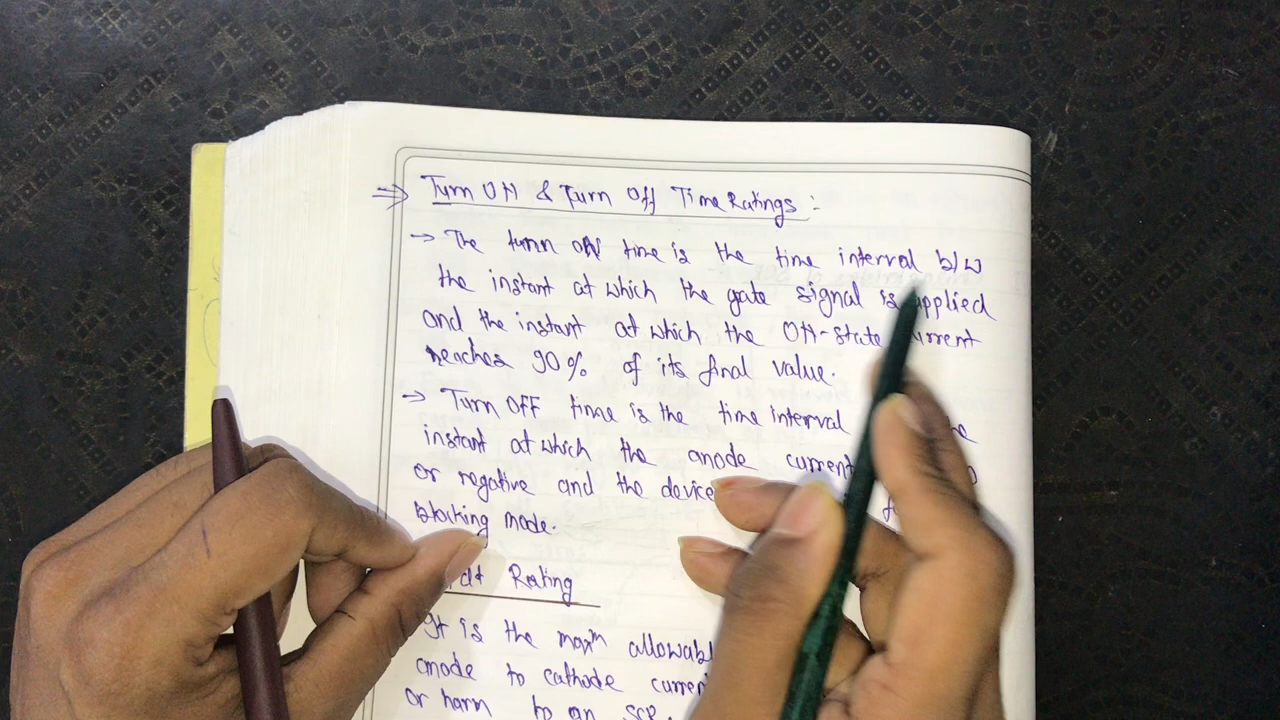 ⇒ Turn ON & Turn Off Time Ratings :-
→ The turn ON time is the time interval b/w
the instant at which the gate signal is applied
and the instant at which the ON-state current
reaches 90% of its final value.
→ Turn OFF time is the time interval
instant at which the anode current
or negative and the device
blocking mode.
dt Rating
It is the maxm
anode to cathode
or harm to an SCR.